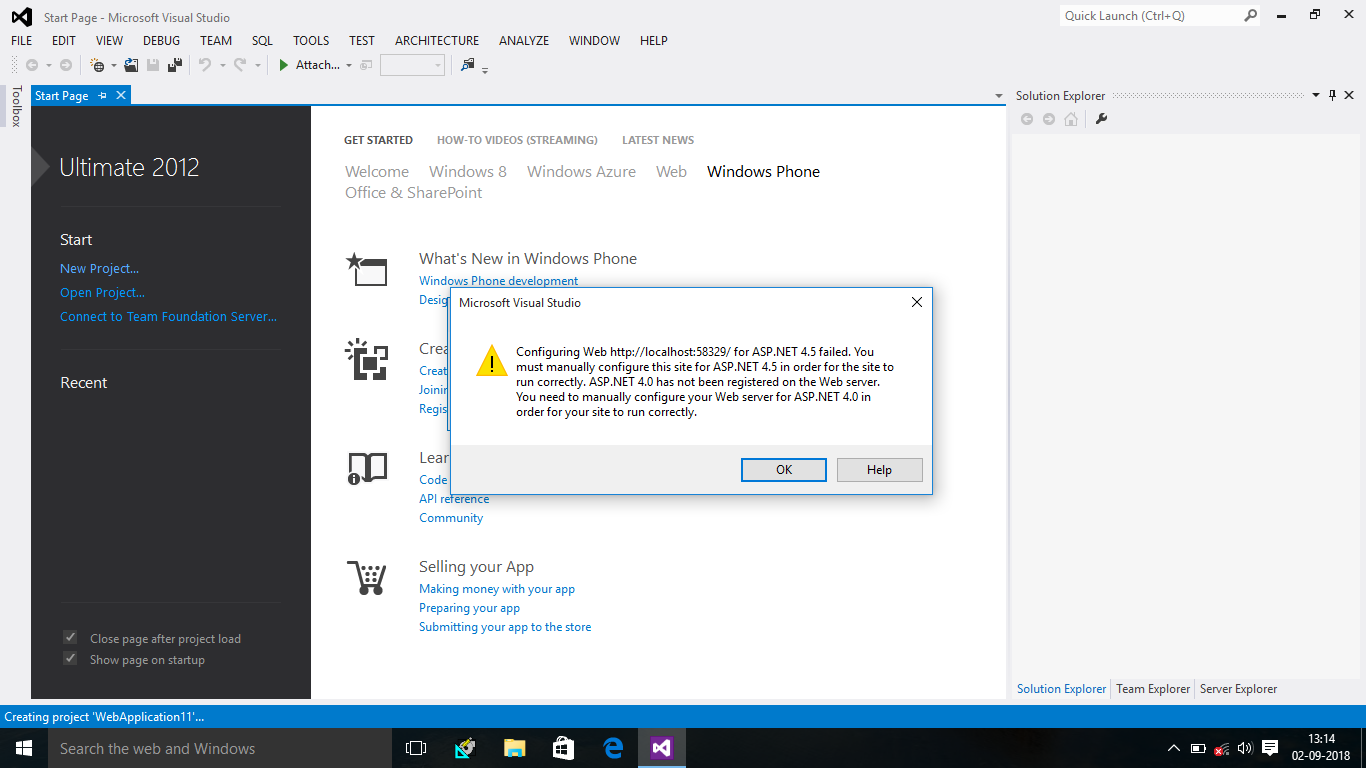 Start Page - Microsoft Visual Studio
Quick Launch (Ctrl+Q)
FILE EDIT VIEW DEBUG TEAM SQL TOOLS TEST ARCHITECTURE ANALYZE WINDOW HELP
Attach...
Toolbox
Start Page
Solution Explorer
Ultimate 2012
Start
New Project...
Open Project...
Connect to Team Foundation Server...
Recent
Close page after project load
Show page on startup
GET STARTED HOW-TO VIDEOS (STREAMING) LATEST NEWS
Welcome Windows 8 Windows Azure Web Windows Phone
Office & SharePoint
What's New in Windows Phone
Windows Phone development
Desig
Crea
Creat
Joinin
Regis
Lear
Code
API reference
Community
Selling your App
Making money with your app
Preparing your app
Submitting your app to the store
Microsoft Visual Studio
Configuring Web http://localhost:58329/ for ASP.NET 4.5 failed. You
must manually configure this site for ASP.NET 4.5 in order for the site to
run correctly. ASP.NET 4.0 has not been registered on the Web server.
You need to manually configure your Web server for ASP.NET 4.0 in
order for your site to run correctly.
OK Help
Solution Explorer Team Explorer Server Explorer
Creating project 'WebApplication11'...
Search the web and Windows
13:14
02-09-2018